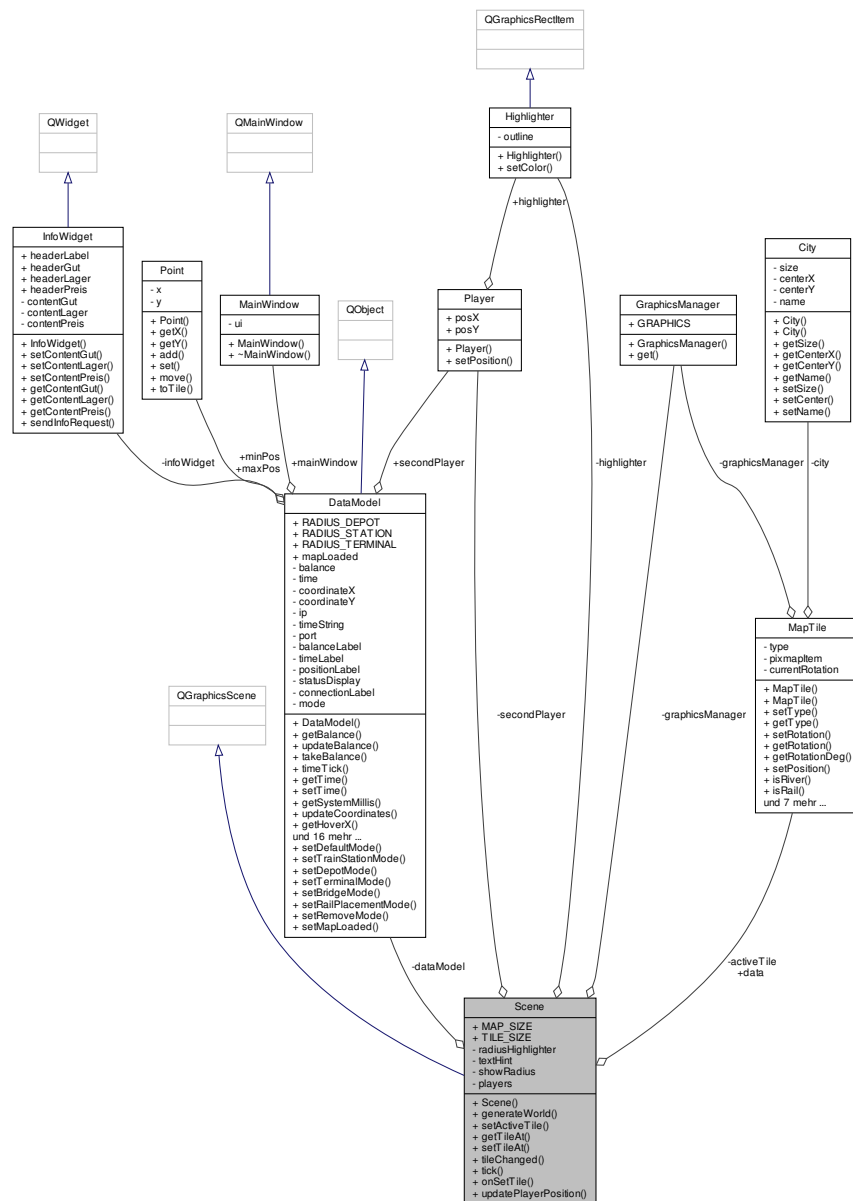 QGraphicsRectItem
Highlighter
- outline
+ Highlighter()
+ setColor()
QWidget
QMainWindow
+highlighter
InfoWidget
+ headerLabel
+ headerGut
+ headerLager
+ headerPreis
- contentGut
- contentLager
- contentPreis
+ InfoWidget()
+ setContentGut()
+ setContentLager()
+ setContentPreis()
+ getContentGut()
+ getContentLager()
+ getContentPreis()
+ sendInfoRequest()
Point
- x
- y
+ Point()
+ getX()
+ getY()
+ add()
+ set()
+ move()
+ toTile()
MainWindow
- ui
+ MainWindow()
+ ~MainWindow()
QObject
Player
+ posX
+ posY
+ Player()
+ setPosition()
GraphicsManager
+ GRAPHICS
+ GraphicsManager()
+ get()
City
- size
- centerX
- centerY
- name
+ City()
+ City()
+ getSize()
+ getCenterX()
+ getCenterY()
+ getName()
+ setSize()
+ setCenter()
+ setName()
-infoWidget
+minPos
+maxPos
+mainWindow
+secondPlayer
-highlighter
-graphicsManager
-city
DataModel
+ RADIUS_DEPOT
+ RADIUS_STATION
+ RADIUS_TERMINAL
+ mapLoaded
- balance
- time
- coordinateX
- coordinateY
- ip
- timeString
- port
- balanceLabel
- timeLabel
- positionLabel
- statusDisplay
- connectionLabel
- mode
+ DataModel()
+ getBalance()
+ updateBalance()
+ takeBalance()
+ timeTick()
+ getTime()
+ setTime()
+ getSystemMillis()
+ updateCoordinates()
+ getHoverX()
und 16 mehr ...
+ setDefaultMode()
+ setTrainStationMode()
+ setDepotMode()
+ setTerminalMode()
+ setBridgeMode()
+ setRailPlacementMode()
+ setRemoveMode()
+ setMapLoaded()
MapTile
- type
- pixmapItem
- currentRotation
+ MapTile()
+ MapTile()
+ setType()
+ getType()
+ setRotation()
+ getRotation()
+ getRotationDeg()
+ setPosition()
+ isRiver()
+ isRail()
und 7 mehr ...
QGraphicsScene
-secondPlayer
-graphicsManager
-dataModel
-activeTile
+data
Scene
+ MAP_SIZE
+ TILE_SIZE
- radiusHighlighter
- textHint
- showRadius
- players
+ Scene()
+ generateWorld()
+ setActiveTile()
+ getTileAt()
+ setTileAt()
+ tileChanged()
+ tick()
+ onSetTile()
+ updatePlayerPosition()